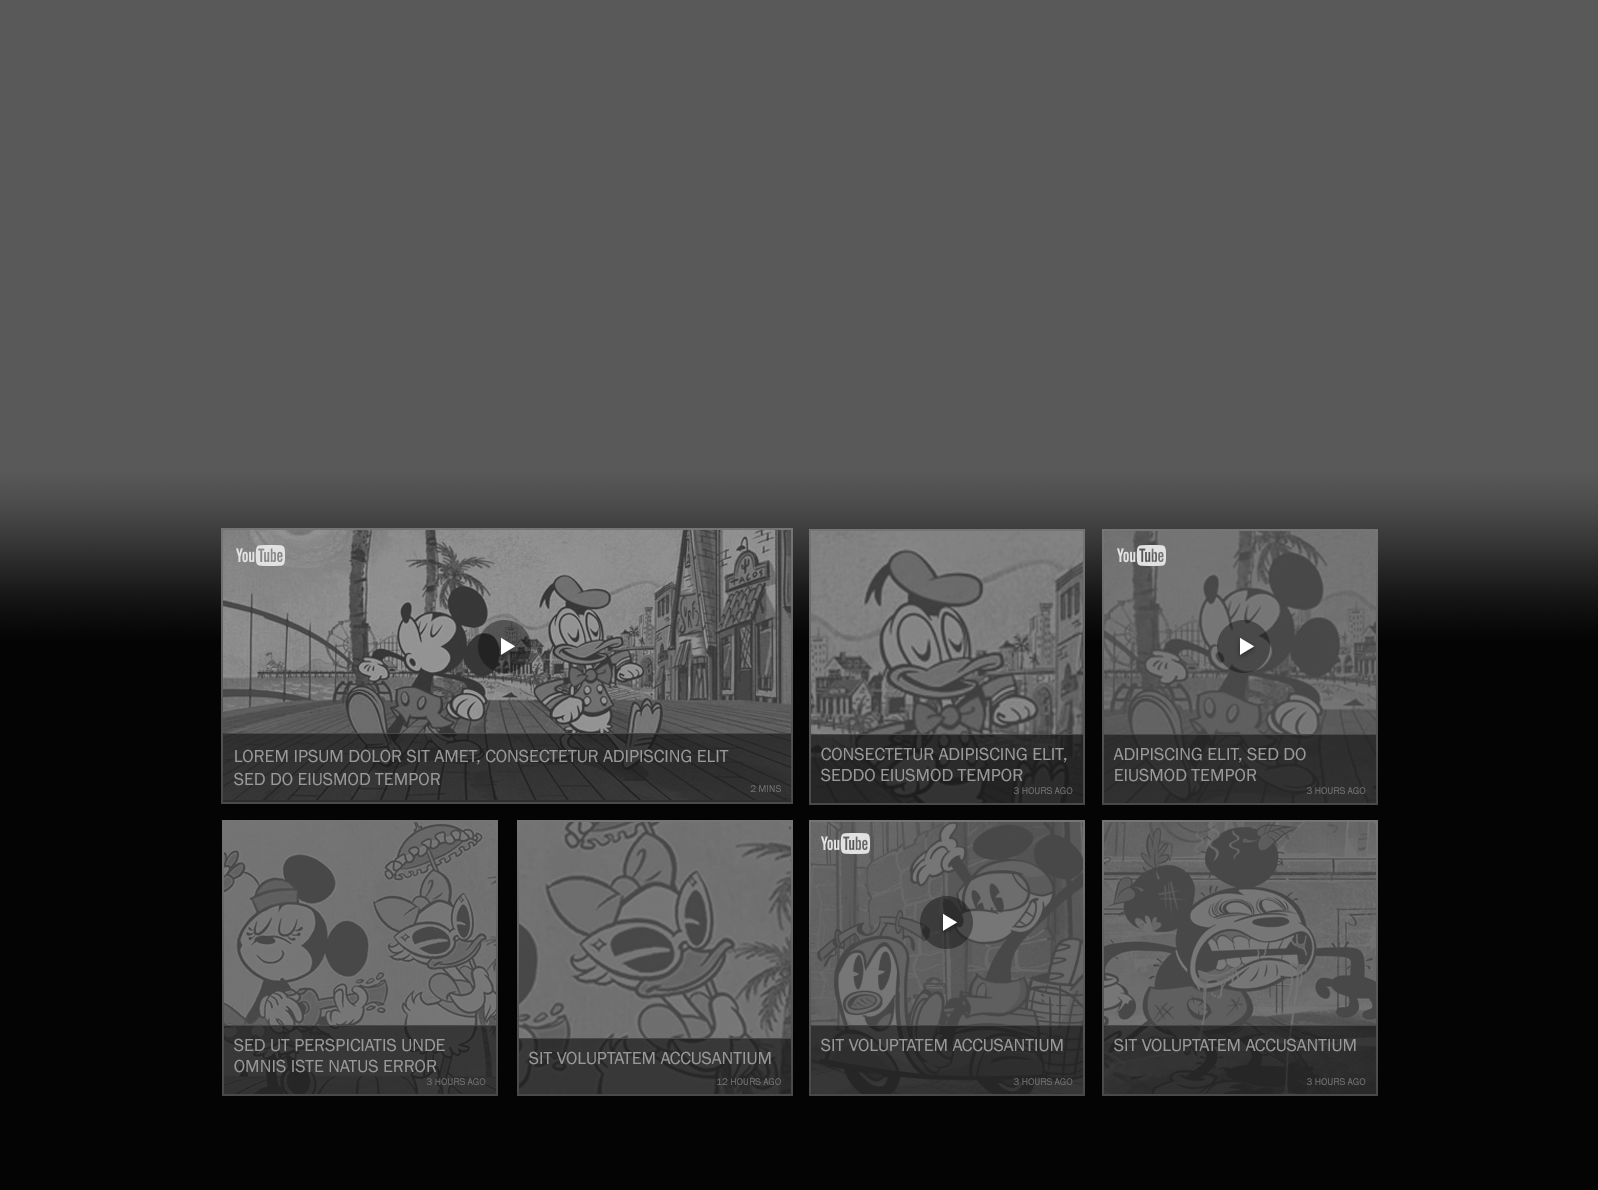 YouTube
TACOS
LOREM IPSUM DOLOR SIT AMET, CONSECTETUR ADIPISCING ELIT
SED DO EIUSMOD TEMPOR
2 MINS
CONSECTETUR ADIPISCING ELIT,
SEDDO EIUSMOD TEMPOR
3 HOURS AGO
YouTube
ADIPISCING ELIT, SED DO
EIUSMOD TEMPOR
3 HOURS AGO
SED UT PERSPICIATIS UNDE
OMNIS ISTE NATUS ERROR
3 HOURS AGO
SIT VOLUPTATEM ACCUSANTIUM
12 HOURS AGO
YouTube
SIT VOLUPTATEM ACCUSANTIUM
3 HOURS AGO
SIT VOLUPTATEM ACCUSANTIUM
3 HOURS AGO